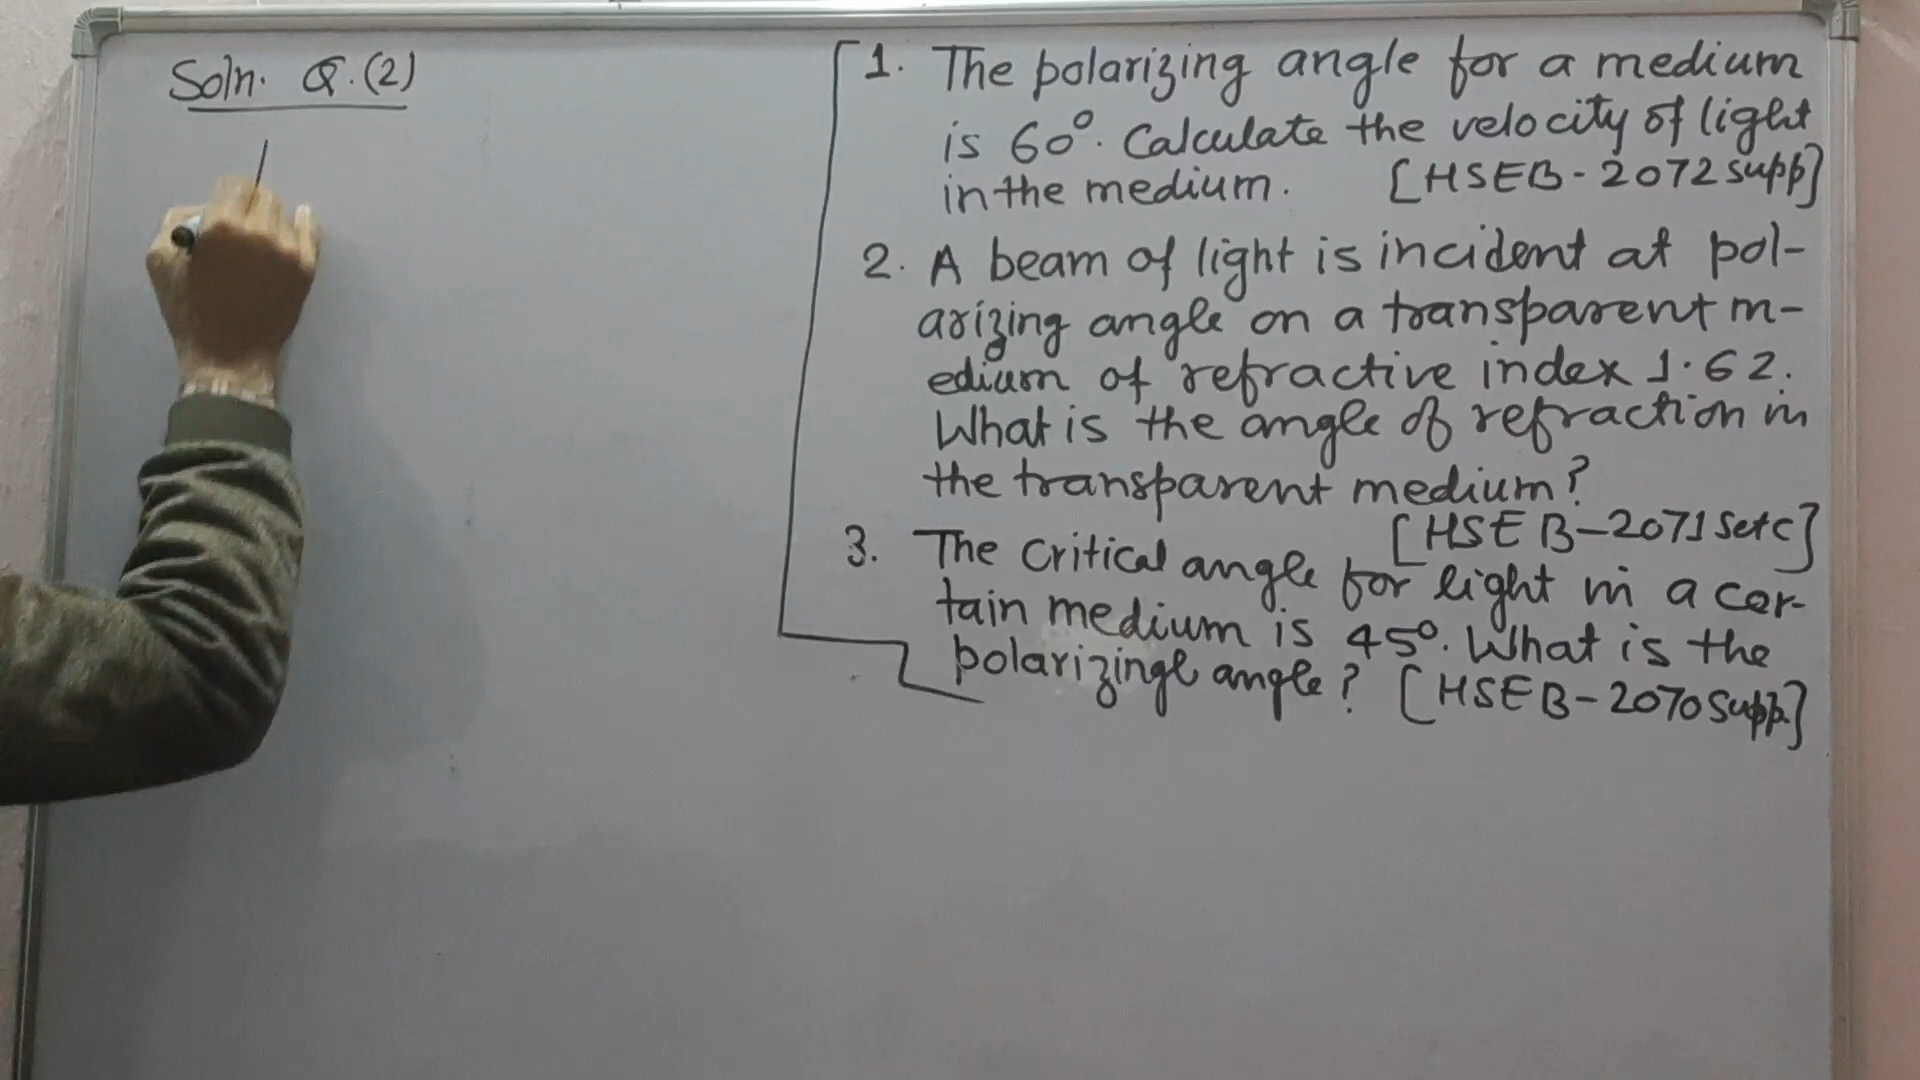 Soln. Q.(2)
1. The polarizing angle for a medium
is 60°. Calculate the velocity of light
in the medium. [HSEB-2072 supp]
2. A beam of light is incident at pol-
arizing angle on a transparent m-
edium of refractive index 1.62.
What is the angle of refraction in
the transparent medium?
[HSEB-2071 set c]
3. The critical angle for light in a cer-
tain medium is 45°. What is the
polarizingl angle? [HSEB-2070 supp.]